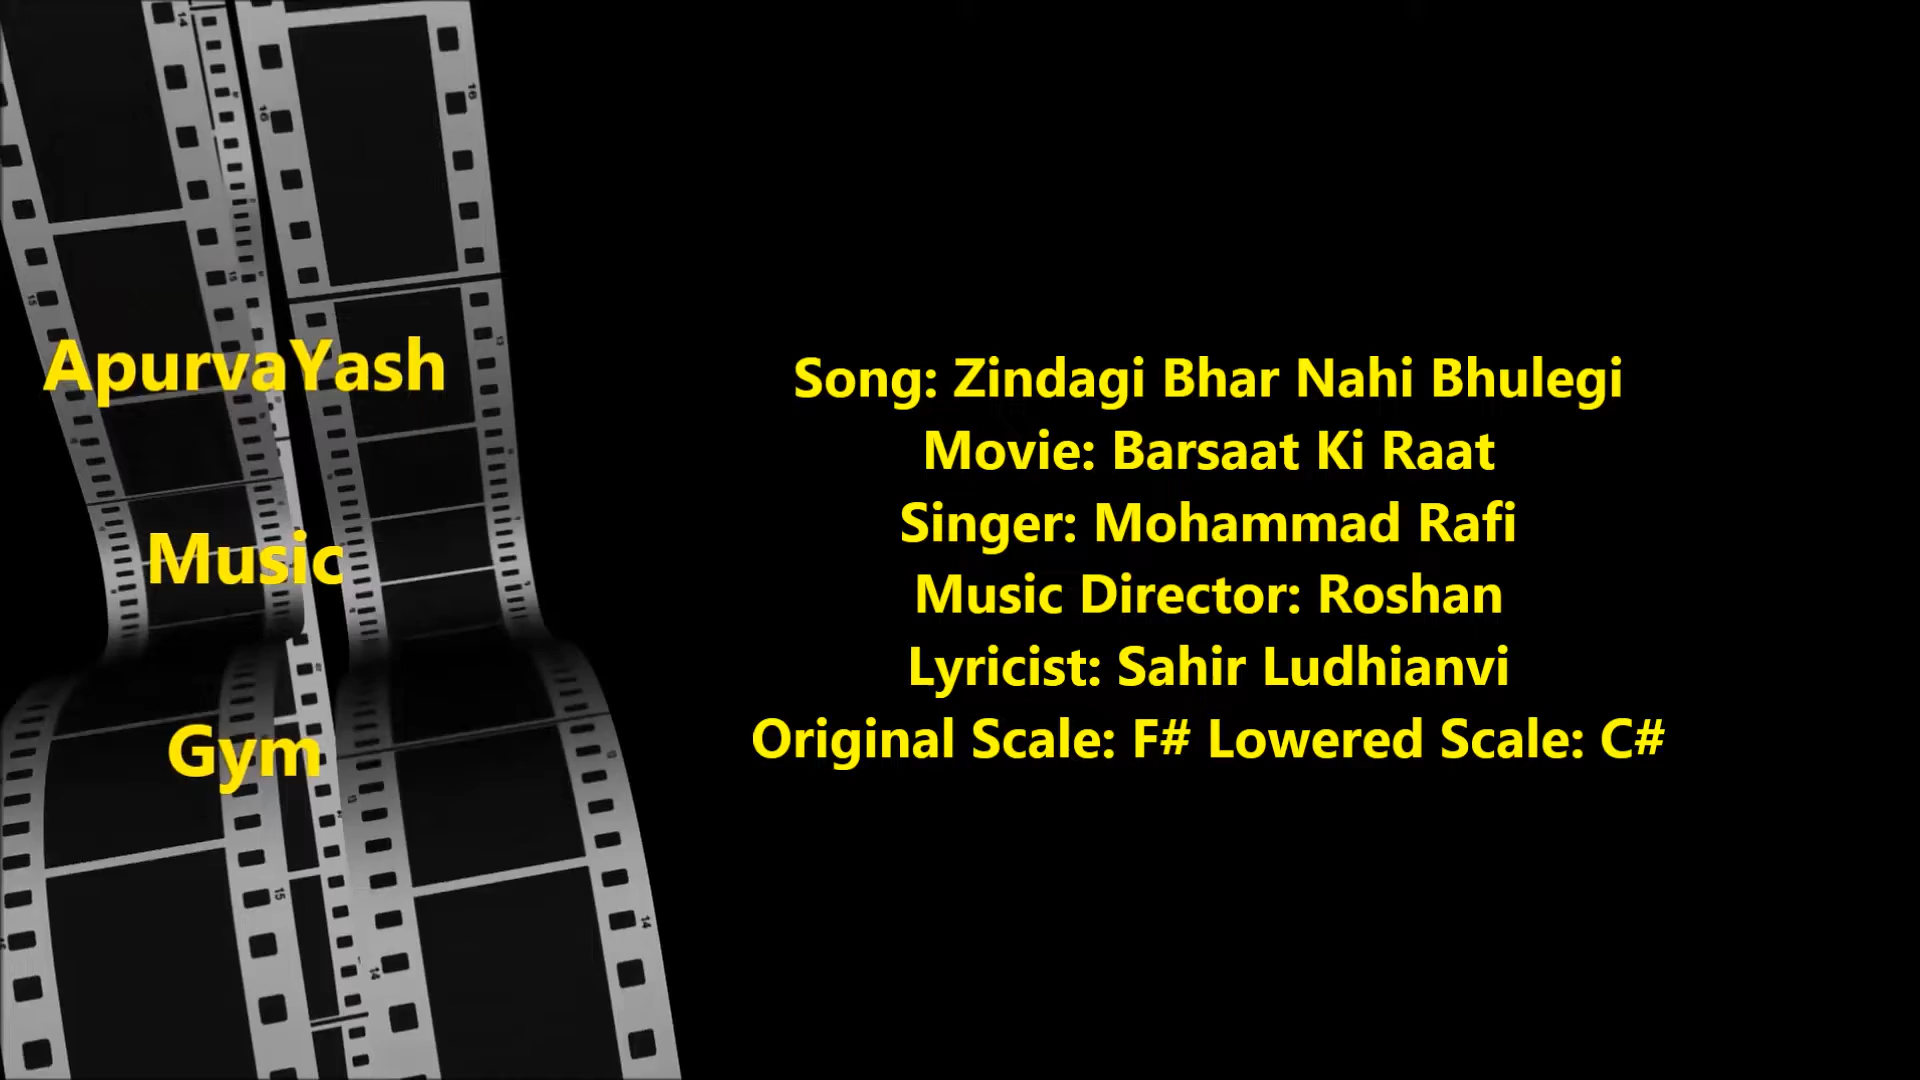 ApurvaYash
Music
Gym
Song: Zindagi Bhar Nahi Bhulegi
Movie: Barsaat Ki Raat
Singer: Mohammad Rafi
Music Director: Roshan
Lyricist: Sahir Ludhianvi
Original Scale: F# Lowered Scale: C#